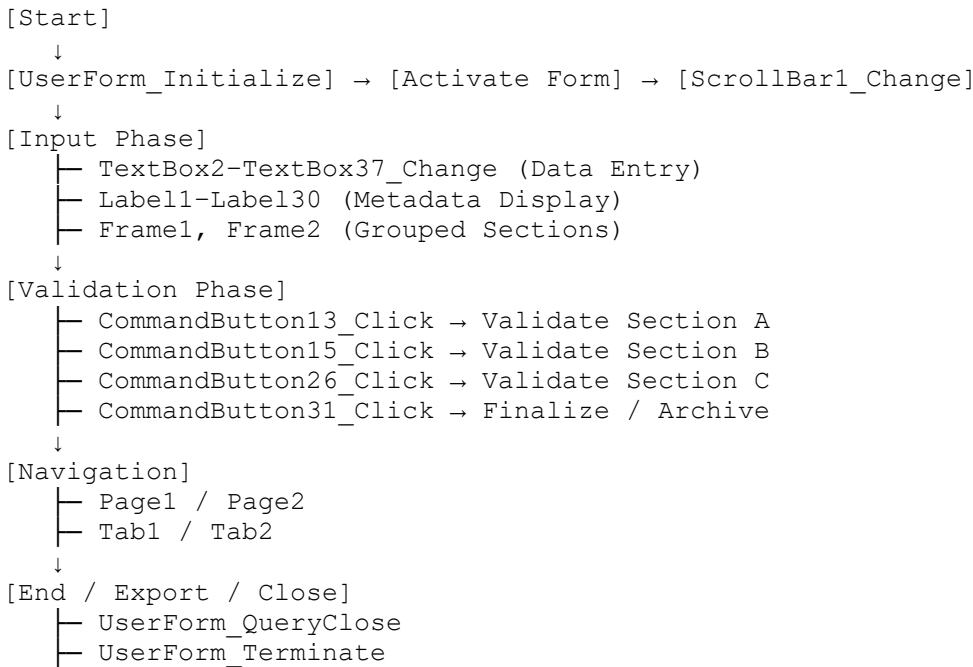 [Start]
↓
[UserForm_Initialize] → [Activate Form] → [ScrollBar1_Change]
↓
[Input Phase]
├─ TextBox2–TextBox37_Change (Data Entry)
├─ Label1–Label30 (Metadata Display)
├─ Frame1, Frame2 (Grouped Sections)
↓
[Validation Phase]
├─ CommandButton13_Click → Validate Section A
├─ CommandButton15_Click → Validate Section B
├─ CommandButton26_Click → Validate Section C
├─ CommandButton31_Click → Finalize / Archive
↓
[Navigation]
├─ Page1 / Page2
├─ Tab1 / Tab2
↓
[End / Export / Close]
├─ UserForm_QueryClose
├─ UserForm_Terminate